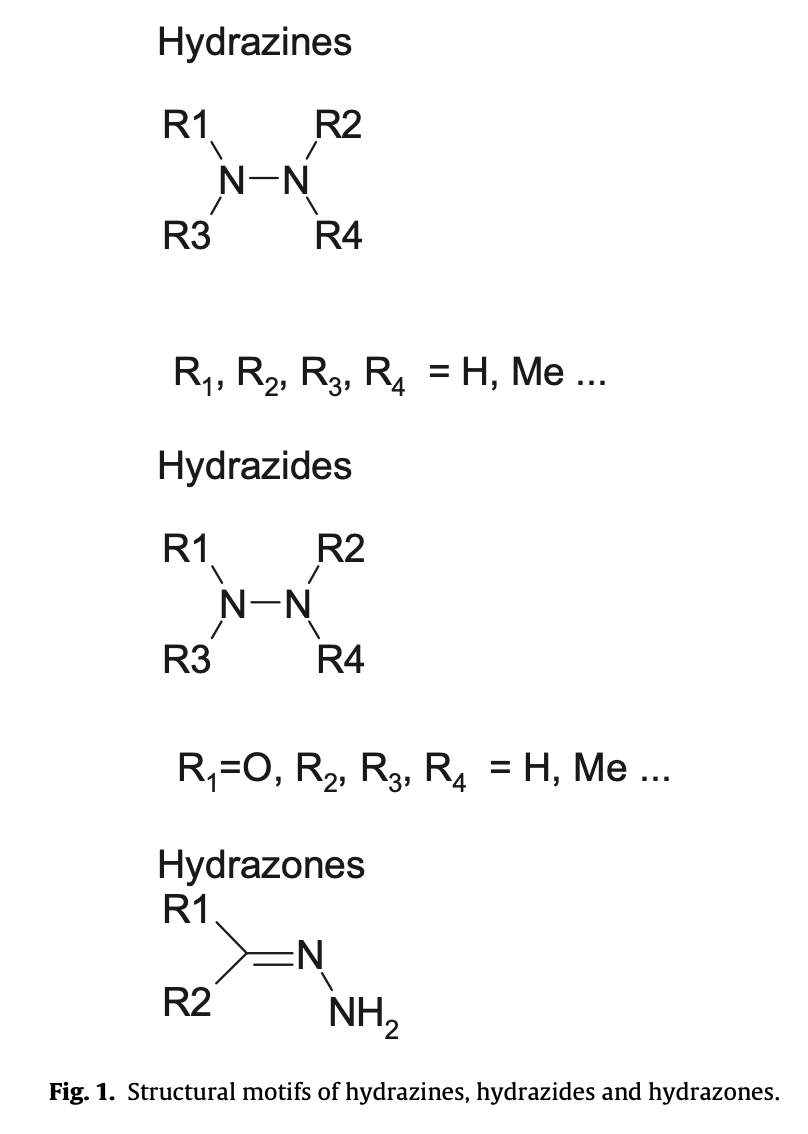 Hydrazines
R1 R2
N–N
R3 R4
R₁, R₂, R₃, R₄ = H, Me ...
Hydrazides
R1 R2
N–N
R3 R4
R₁=O, R₂, R₃, R₄ = H, Me ...
Hydrazones
R1
N
R2
NH₂
Fig. 1. Structural motifs of hydrazines, hydrazides and hydrazones.